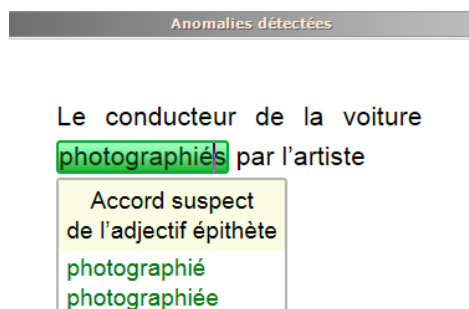 Anomalies détectées
Le conducteur de la voiture
photographiés par l’artiste
Accord suspect
de l’adjectif épithète
photographié
photographiée